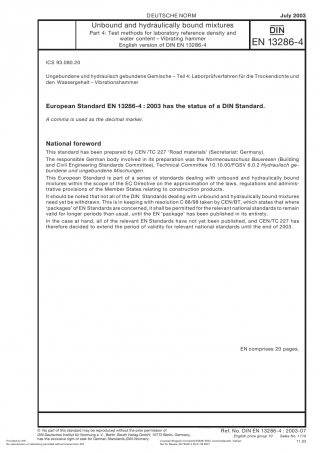 DEUTSCHE NORM
July 2003
Unbound and hydraulically bound mixtures
Part 4: Test methods for laboratory reference density and
water content – Vibrating hammer
English version of DIN EN 13286-4
DIN
EN 13286-4
ICS 93.080.20
Ungebundene und hydraulisch gebundene Gemische – Teil 4: Laborprüfverfahren für die Trockendichte und
den Wassergehalt – Vibrationshammer
European Standard EN 13286-4 : 2003 has the status of a DIN Standard.
A comma is used as the decimal marker.
National foreword
This standard has been prepared by CEN /TC 227 'Road materials' (Secretariat: Germany).
The responsible German body involved in its preparation was the Normenausschuss Bauwesen (Building
and Civil Engineering Standards Committee), Technical Committee 10.10.00/FGSV 6.0.2 Hydraulisch ge-
bundene und ungebundene Mischungen.
This European Standard is part of a series of standards dealing with unbound and hydraulically bound
mixtures within the scope of the EC Directive on the approximation of the laws, regulations and adminis-
trative provisions of the Member States relating to construction products.
It should be noted that not all of the DIN Standards dealing with unbound and hydraulically bound mixtures
need yet be withdrawn. This is in keeping with resolution C 88/98 taken by CEN/BT, which states that where
'packages' of EN Standards are concerned, it shall be permitted for the relevant national standards to remain
valid for longer periods than usual, until the EN 'package' has been published in its entirety.
In the case at hand, all of the relevant EN Standards have not yet been published, and CEN/TC 227 has
therefore decided to extend the period of validity for relevant national standards until the end of 2003.
EN comprises 20 pages.
© No part of this standard may be reproduced without the prior permission of
DIN Deutsches Institut für Normung e. V., Berlin. Beuth Verlag GmbH, 10772 Berlin, Germany,
has the exclusive right of sale for German Standards (DIN-Normen).
Ref. No. DIN EN 13286-4 : 2003-07
English price group 10 Sales No. 1110
11.03